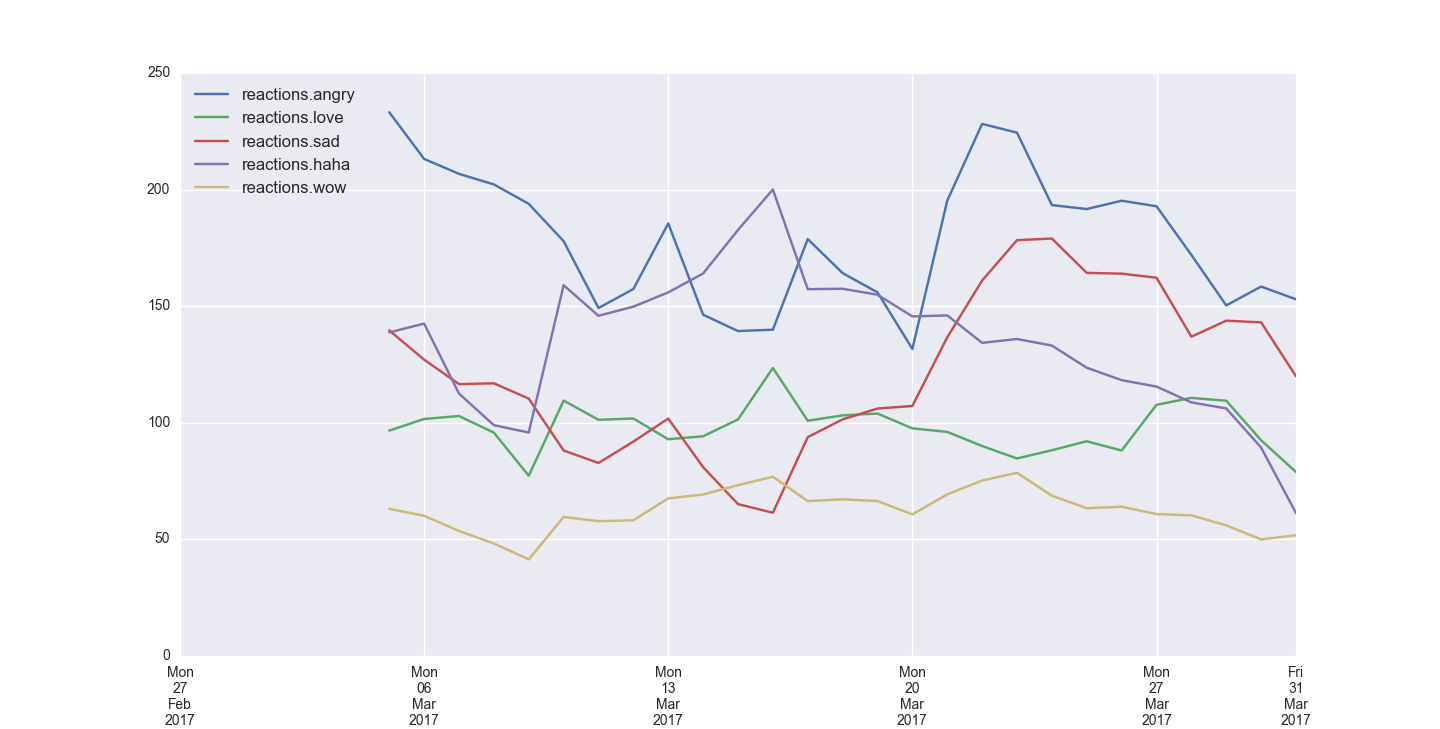 250
200
150
100
50
0
reactions.angry
reactions.love
reactions.sad
reactions.haha
reactions.wow
Mon
27
Feb
2017
Mon
06
Mar
2017
Mon
13
Mar
2017
Mon
20
Mar
2017
Mon
27
Mar
2017
Fri
31
Mar
2017